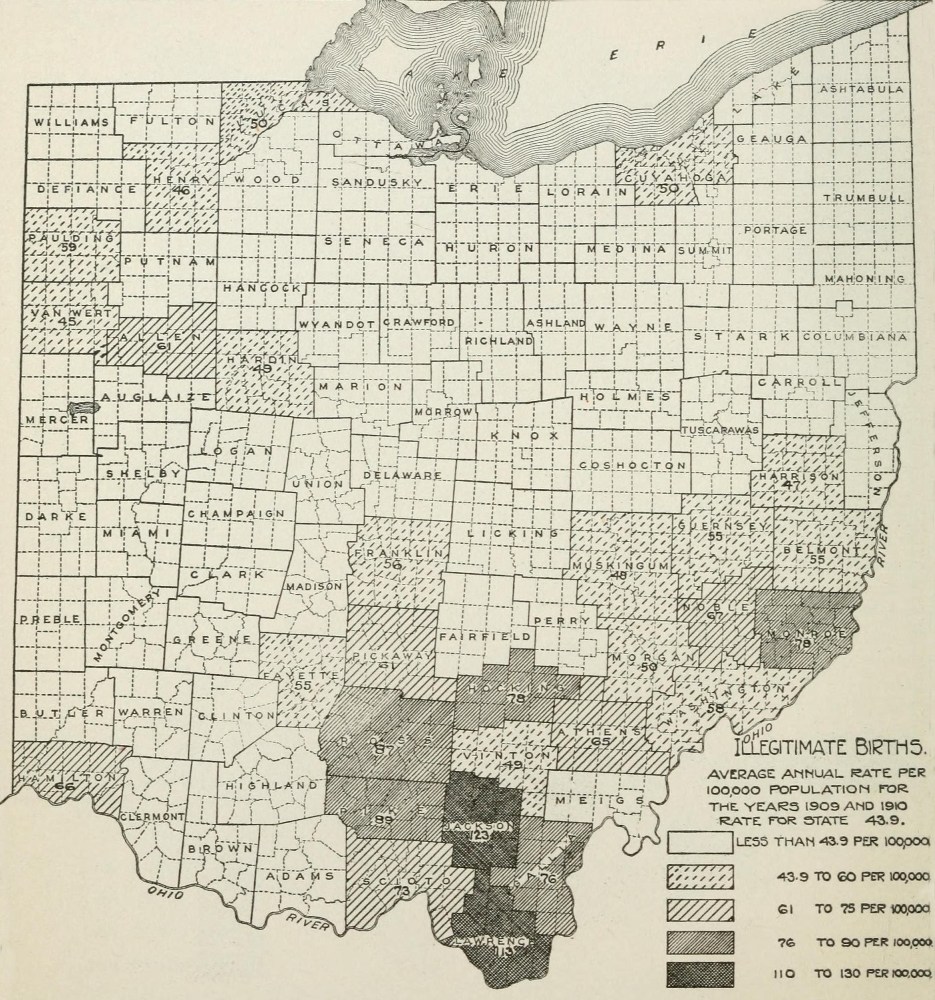 LAKE ERIE
LAKE
ASHTABULA
WILLIAMS
FULTON
LUCAS
50
OTTAWA
GEAUGA
DEFIANCE
HENRY
46
WOOD
SANDUSKY
ERIE
LORAIN
CUYAHOGA
50
TRUMBULL
PAULDING
59
PUTNAM
SENECA
HURON
MEDINA
SUMMIT
PORTAGE
MAHONING
VAN WERT
45
HANCOCK
ALLEN
61
WYANDOT
CRAWFORD
RICHLAND
ASHLAND
WAYNE
STARK
COLUMBIANA
HARDIN
49
MARION
MERCER
AUGLAIZE
MORROW
HOLMES
CARROLL
JEFFERSON
TUSCARAWAS
LOGAN
KNOX
SHELBY
UNION
DELAWARE
COSHOCTON
HARRISON
47
DARKE
MIAMI
CHAMPAIGN
LICKING
GUERNSEY
55
BELMONT
55
RIVER
FRANKLIN
56
MUSKINGUM
48
CLARK
MADISON
PREBLE
MONTGOMERY
GREENE
FAIRFIELD
PERRY
NOBLE
67
MONROE
78
PICKAWAY
61
MORGAN
50
FAYETTE
55
HOCKING
78
WASHINGTON
58
BUTLER
WARREN
CLINTON
ROSS
87
ATHENS
65
OHIO
VINTON
49
HAMILTON
66
HIGHLAND
MEIGS
CLERMONT
PIKE
89
JACKSON
123
BROWN
ADAMS
SCIOTO
73
GALLIA
76
OHIO
RIVER
LAWRENCE
113
ILLEGITIMATE BIRTHS.
AVERAGE ANNUAL RATE PER
100,000 POPULATION FOR
THE YEARS 1909 AND 1910
RATE FOR STATE 43.9.
LESS THAN 43.9 PER 100,000
43.9 TO 60 PER 100,000
61 TO 75 PER 100,000
76 TO 90 PER 100,000
110 TO 130 PER 100,000